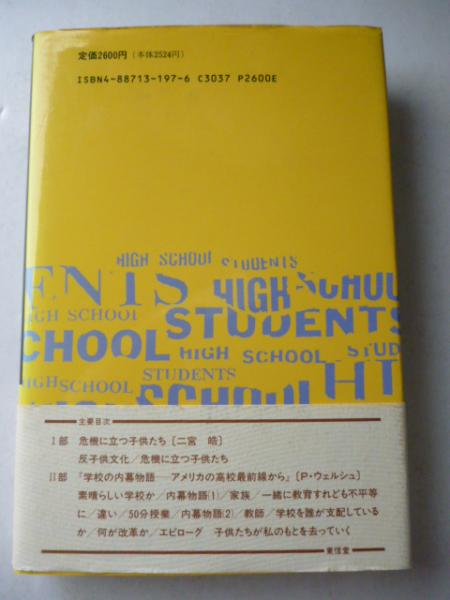 定価2600円(本体2524円)
ISBN4-88713-197-6 C3037 P2600E
HIGH SCHOOL STUDENTS
ENTS HIGH SCHOOL
HIGH SCHOOL STUDENTS
CHOOL HIGH SCHOOL STUD
HIGH SCHOOL STUDENTS
HIGH SCHOOL HI
主要目次
I部 危機に立つ子供たち〔二宮 皓〕
反子供文化/危機に立つ子供たち
II部 『学校の内幕物語──アメリカの高校最前線から』〔P・ウェルシュ〕
素晴らしい学校か/内幕物語(1)/家族/一緒に教育すれども不平等
に/違い/50分授業/内幕物語(2)/教師/学校を誰が支配している
か/何が改革か/エピローグ 子供たちが私のもとを去っていく
東信堂